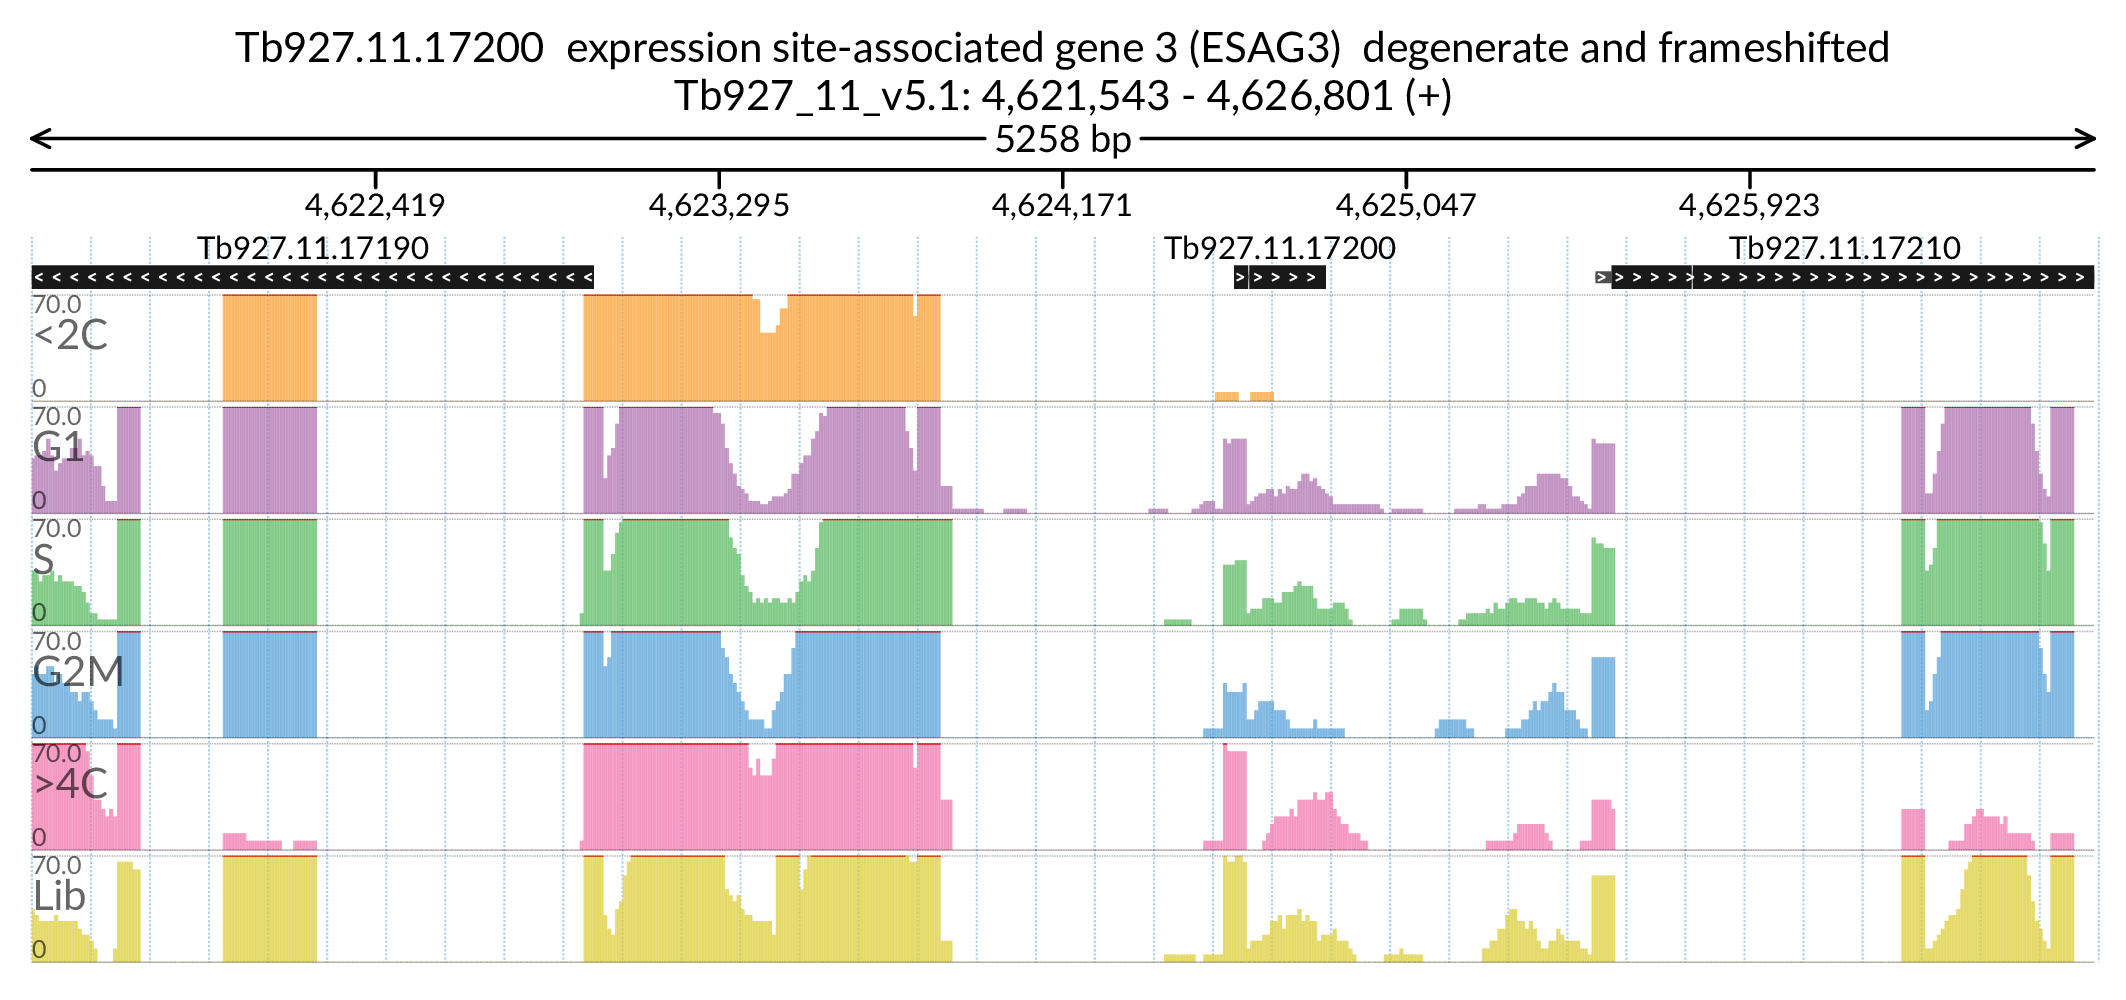 Tb927.11.17200  expression site-associated gene 3 (ESAG3)  degenerate and frameshifted
Tb927_11_v5.1: 4,621,543 - 4,626,801 (+)
5258 bp
4,622,419 4,623,295 4,624,171 4,625,047 4,625,923
Tb927.11.17190 Tb927.11.17200 Tb927.11.17210
70.0
<2C
0
70.0
G1
0
70.0
S
0
70.0
G2M
0
70.0
>4C
0
70.0
Lib
0